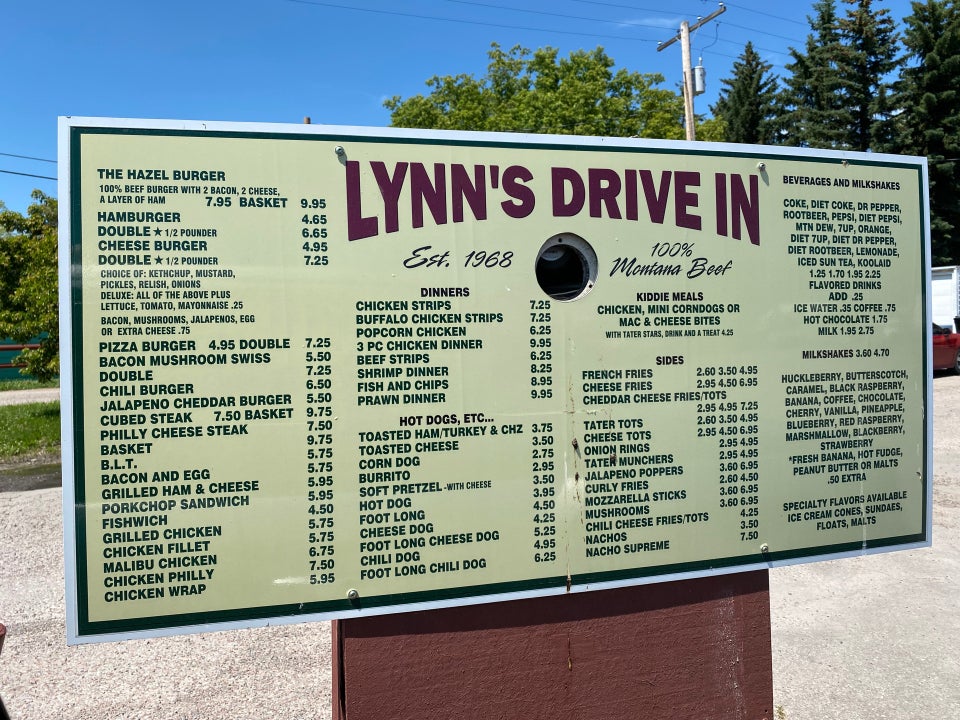 LYNN'S DRIVE IN
Est. 1968
100%
Montana Beef
THE HAZEL BURGER
100% BEEF BURGER WITH 2 BACON, 2 CHEESE,
A LAYER OF HAM 7.95 BASKET 9.95
HAMBURGER 4.65
DOUBLE ★ 1/2 POUNDER 6.65
CHEESE BURGER 4.95
DOUBLE ★ 1/2 POUNDER 7.25
CHOICE OF: KETHCHUP, MUSTARD,
PICKLES, RELISH, ONIONS
DELUXE: ALL OF THE ABOVE PLUS
LETTUCE, TOMATO, MAYONNAISE .25
BACON, MUSHROOMS, JALAPENOS, EGG
OR EXTRA CHEESE .75
PIZZA BURGER 4.95 DOUBLE 7.25
BACON MUSHROOM SWISS 5.50
DOUBLE 7.25
CHILI BURGER 6.50
JALAPENO CHEDDAR BURGER 5.50
CUBED STEAK 7.50 BASKET 9.75
PHILLY CHEESE STEAK 7.50
BASKET 9.75
B.L.T. 5.75
BACON AND EGG 5.75
GRILLED HAM & CHEESE 5.95
PORKCHOP SANDWICH 5.95
FISHWICH 4.50
GRILLED CHICKEN 5.75
CHICKEN FILLET 5.75
MALIBU CHICKEN 6.75
CHICKEN PHILLY 7.50
CHICKEN WRAP 5.95
DINNERS
CHICKEN STRIPS 7.25
BUFFALO CHICKEN STRIPS 7.25
POPCORN CHICKEN 6.25
3 PC CHICKEN DINNER 9.95
BEEF STRIPS 6.25
SHRIMP DINNER 8.25
FISH AND CHIPS 8.95
PRAWN DINNER 9.95
HOT DOGS, ETC...
TOASTED HAM/TURKEY & CHZ 3.75
TOASTED CHEESE 3.50
CORN DOG 2.75
BURRITO 2.95
SOFT PRETZEL -WITH CHEESE 3.50
HOT DOG 3.95
FOOT LONG 4.50
CHEESE DOG 4.25
FOOT LONG CHEESE DOG 5.25
CHILI DOG 4.95
FOOT LONG CHILI DOG 6.25
KIDDIE MEALS
CHICKEN, MINI CORNDOGS OR
MAC & CHEESE BITES
WITH TATER STARS, DRINK AND A TREAT 4.25
SIDES
FRENCH FRIES 2.60 3.50 4.95
CHEESE FRIES 2.95 4.50 6.95
CHEDDAR CHEESE FRIES/TOTS
2.95 4.95 7.25
TATER TOTS 2.60 3.50 4.95
CHEESE TOTS 2.95 4.50 6.95
ONION RINGS 2.95 4.95
TATER MUNCHERS 2.95 4.95
JALAPENO POPPERS 3.60 6.95
CURLY FRIES 2.60 4.50
MOZZARELLA STICKS 3.60 6.95
MUSHROOMS 3.60 6.95
CHILI CHEESE FRIES/TOTS 4.25
NACHOS 3.50
NACHO SUPREME 7.50
BEVERAGES AND MILKSHAKES
COKE, DIET COKE, DR PEPPER,
ROOTBEER, PEPSI, DIET PEPSI,
MTN DEW, 7UP, ORANGE,
DIET 7UP, DIET DR PEPPER,
DIET ROOTBEER, LEMONADE,
ICED SUN TEA, KOOLAID
1.25 1.70 1.95 2.25
FLAVORED DRINKS
ADD .25
ICE WATER .35 COFFEE .75
HOT CHOCOLATE 1.75
MILK 1.95 2.75
MILKSHAKES 3.60 4.70
HUCKLEBERRY, BUTTERSCOTCH,
CARAMEL, BLACK RASPBERRY,
BANANA, COFFEE, CHOCOLATE,
CHERRY, VANILLA, PINEAPPLE,
BLUEBERRY, RED RASPBERRY,
MARSHMALLOW, BLACKBERRY,
STRAWBERRY
*FRESH BANANA, HOT FUDGE,
PEANUT BUTTER OR MALTS
.50 EXTRA
SPECIALTY FLAVORS AVAILABLE
ICE CREAM CONES, SUNDAES,
FLOATS, MALTS